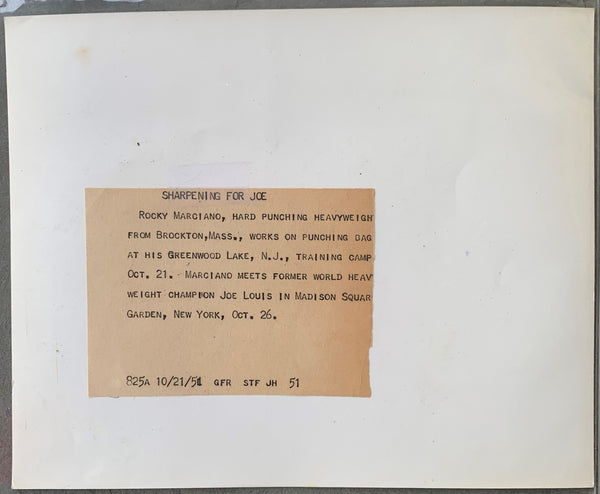 SHARPENING FOR JOE
ROCKY MARCIANO, HARD PUNCHING HEAVYWEIGH
FROM BROCKTON,MASS., WORKS ON PUNCHING BAG
AT HIS GREENWOOD LAKE, N.J., TRAINING CAMP
OCT. 21. MARCIANO MEETS FORMER WORLD HEAV
WEIGHT CHAMPION JOE LOUIS IN MADISON SQUAR
GARDEN, NEW YORK, OCT. 26.
825A 10/21/51 GFR STF JH 51